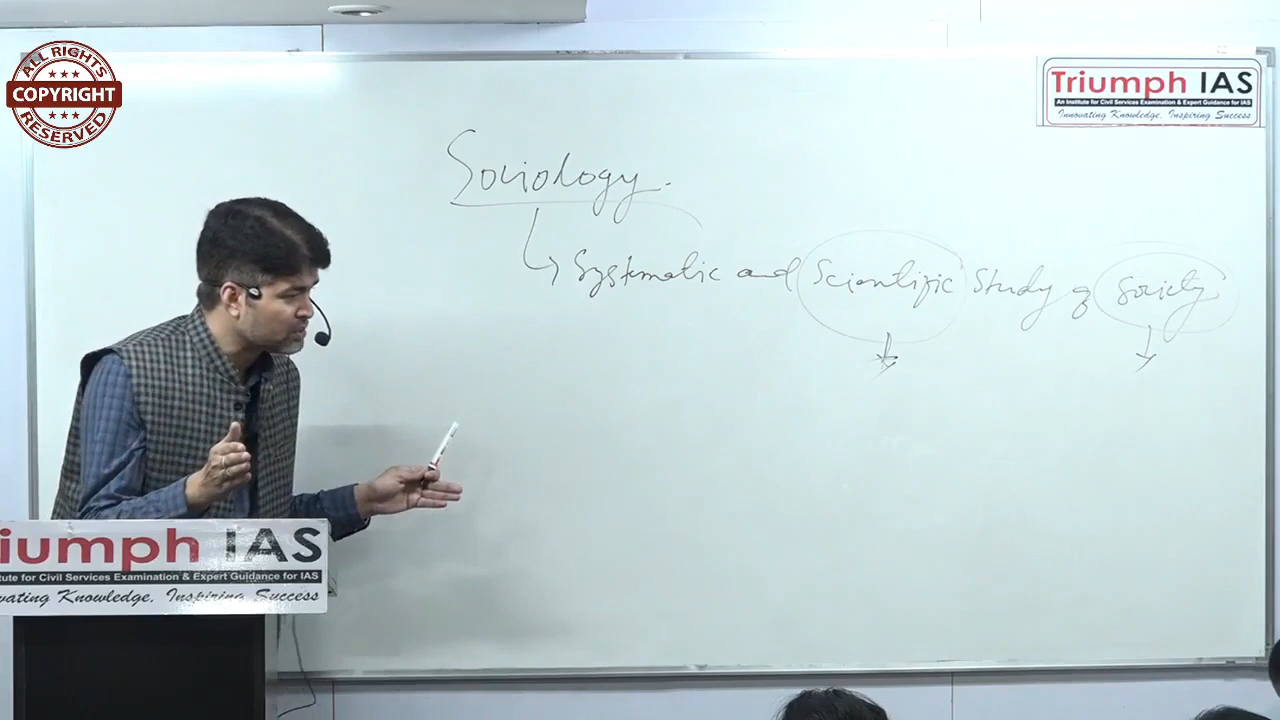 ALL RIGHTS
COPYRIGHT
RESERVED
Triumph IAS
An Institute for Civil Services Examination & Expert Guidance for IAS
Innovating Knowledge, Inspiring Success
Sociology.
Systematic and Scientific Study of Society
iumph IAS
itute for Civil Services Examination & Expert Guidance for IAS
vating Knowledge, Inspiring Success